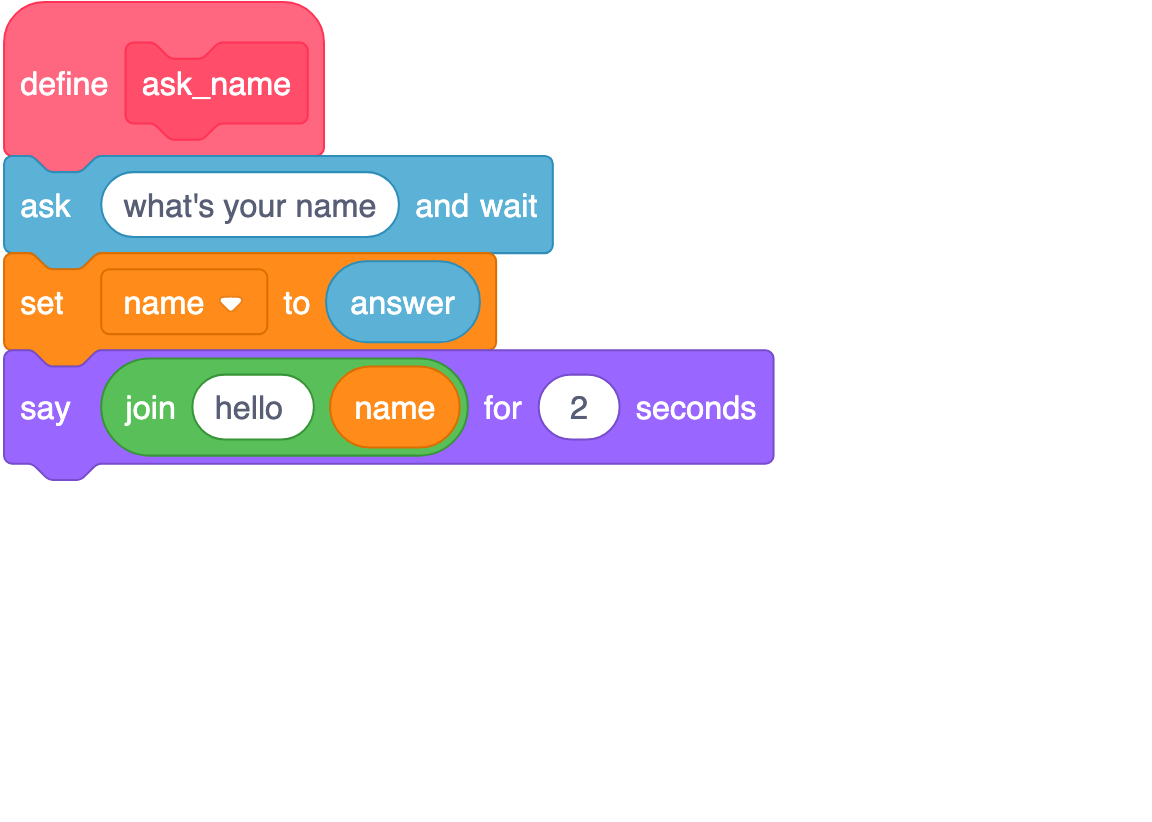 define ask_name
ask what's your name and wait
set name to answer
say join hello name for 2 seconds